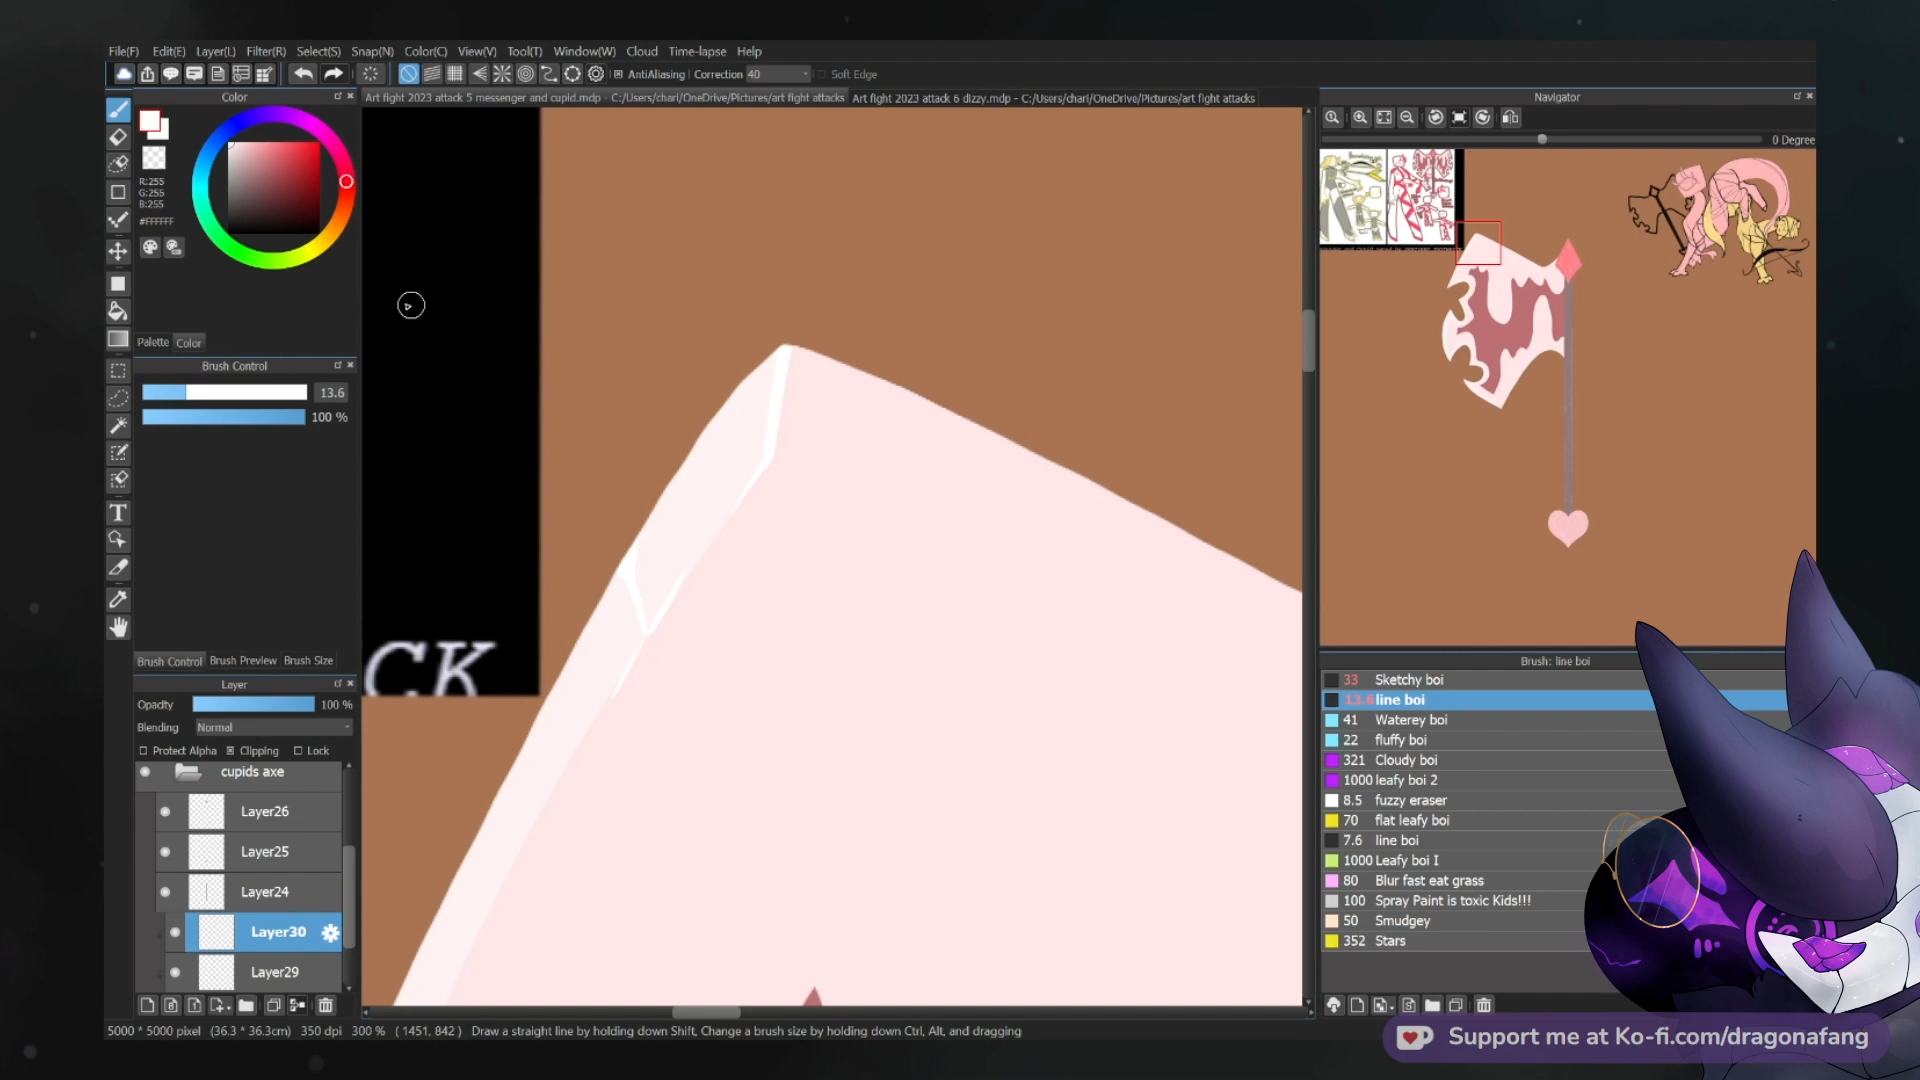 File(F) Edit(E) Layer(L) Filter(R) Select(S) Snap(N) Color(C) View(V) Tool(T) Window(W) Cloud Time-lapse Help
AntiAliasing Correction 40 Soft Edge
Color
Art fight 2023 attack 5 messenger and cupid.mdp - C:/Users/charl/OneDrive/Pictures/art fight attacks
Art fight 2023 attack 6 dizzy.mdp - C:/Users/charl/OneDrive/Pictures/art fight attacks
Navigator
0 Degree
R:255
G:255
B:255
#FFFFFF
Palette Color
Brush Control
13.6
100 %
Brush Control Brush Preview Brush Size
Layer
Opacity 100 %
Blending Normal
Protect Alpha Clipping Lock
cupids axe
Layer26
Layer25
Layer24
Layer30
Layer29
CK
Brush: line boi
33 Sketchy boi
13.6 line boi
41 Waterey boi
22 fluffy boi
321 Cloudy boi
1000 leafy boi 2
8.5 fuzzy eraser
70 flat leafy boi
7.6 line boi
1000 Leafy boi I
80 Blur fast eat grass
100 Spray Paint is toxic Kids!!!
50 Smudgey
352 Stars
5000 * 5000 pixel (36.3 * 36.3cm) 350 dpi 300 % ( 1451, 842 ) Draw a straight line by holding down Shift, Change a brush size by holding down Ctrl, Alt, and dragging
Support me at Ko-fi.com/dragonafang